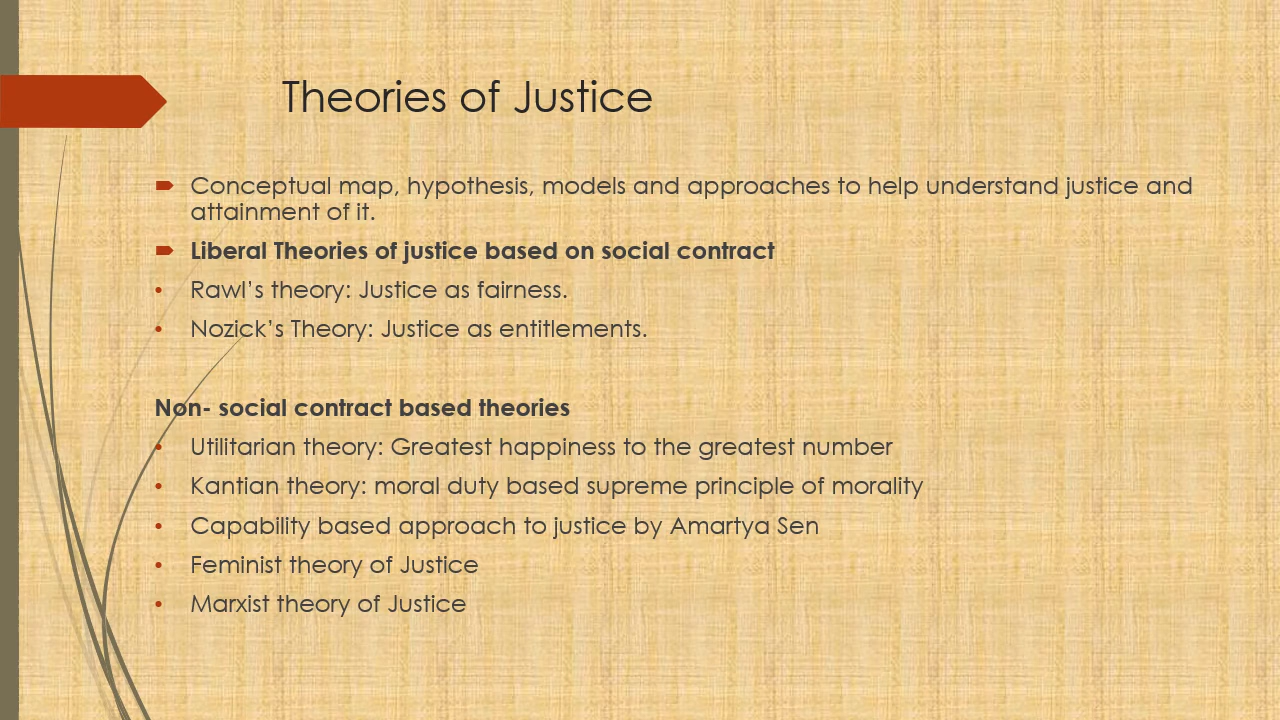 Theories of Justice
Conceptual map, hypothesis, models and approaches to help understand justice and
attainment of it.
Liberal Theories of justice based on social contract
• Rawl’s theory: Justice as fairness.
• Nozick’s Theory: Justice as entitlements.
Non- social contract based theories
• Utilitarian theory: Greatest happiness to the greatest number
• Kantian theory: moral duty based supreme principle of morality
• Capability based approach to justice by Amartya Sen
• Feminist theory of Justice
• Marxist theory of Justice